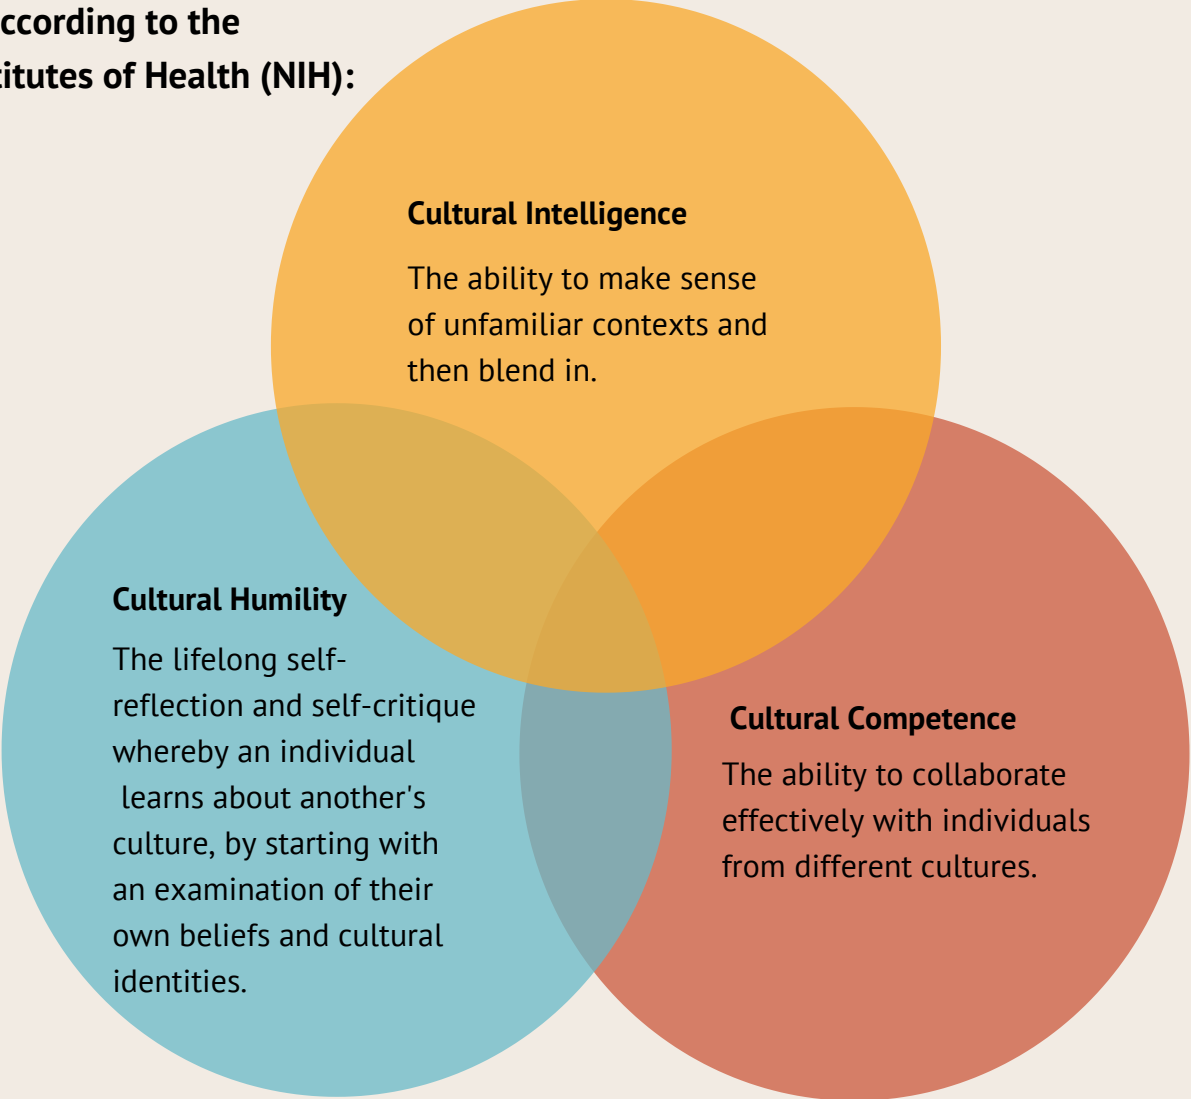 ccording to the
titutes of Health (NIH):
Cultural Intelligence
The ability to make sense
of unfamiliar contexts and
then blend in.
Cultural Humility
The lifelong self-
reflection and self-critique
whereby an individual
learns about another's
culture, by starting with
an examination of their
own beliefs and cultural
identities.
Cultural Competence
The ability to collaborate
effectively with individuals
from different cultures.